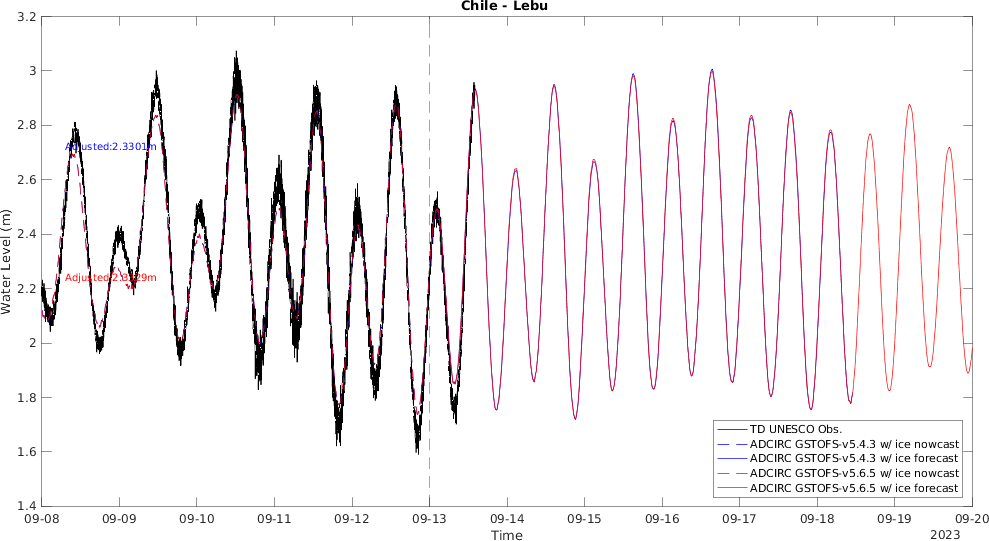 Chile - Lebu
3.2
3
2.8
2.6
2.4
2.2
2
1.8
1.6
1.4
Water Level (m)
Adjusted:2.3301m
TD UNESCO Obs.
ADCIRC GSTOFS-v5.4.3 w/ ice nowcast
ADCIRC GSTOFS-v5.4.3 w/ ice forecast
ADCIRC GSTOFS-v5.6.5 w/ ice nowcast
ADCIRC GSTOFS-v5.6.5 w/ ice forecast
09-08 09-09 09-10 09-11 09-12 09-13 09-14 09-15 09-16 09-17 09-18 09-19 09-20
Time
2023